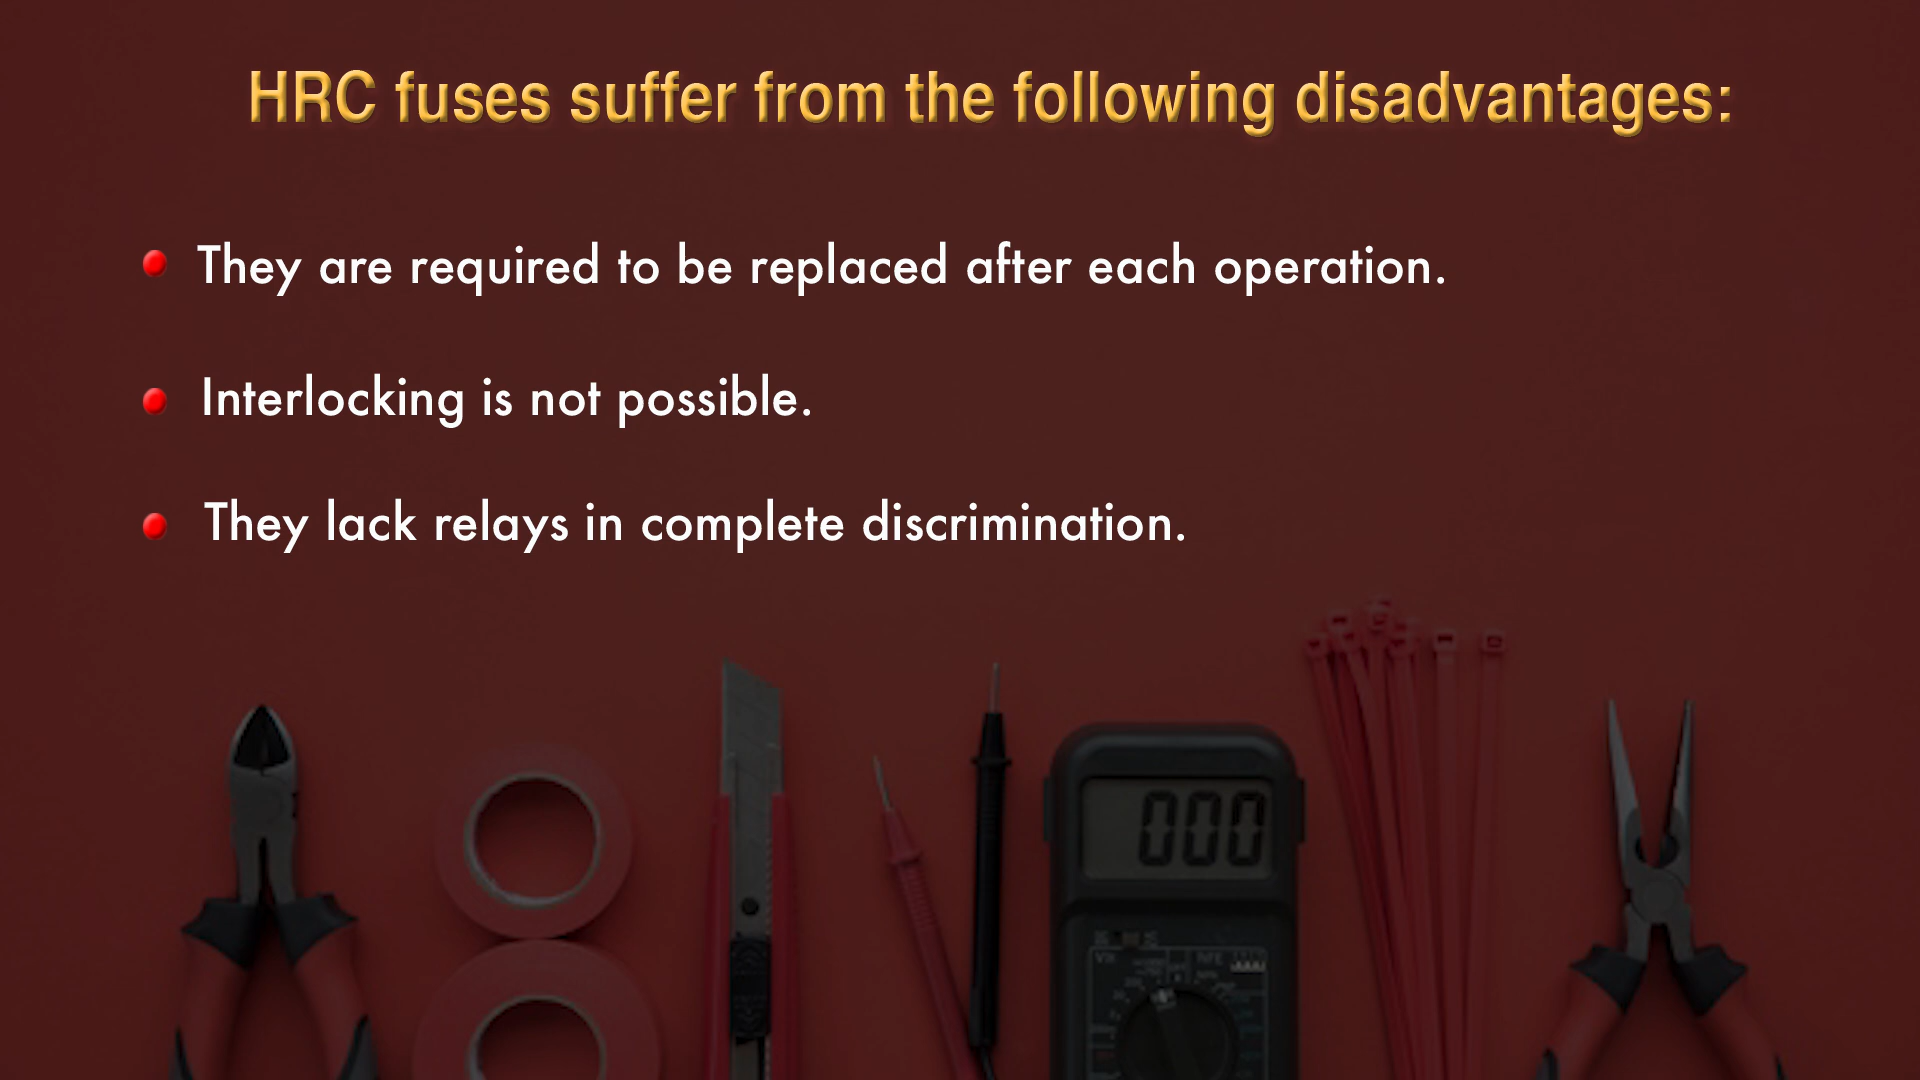 HRC fuses suffer from the following disadvantages:
They are required to be replaced after each operation.
Interlocking is not possible.
They lack relays in complete discrimination.
000